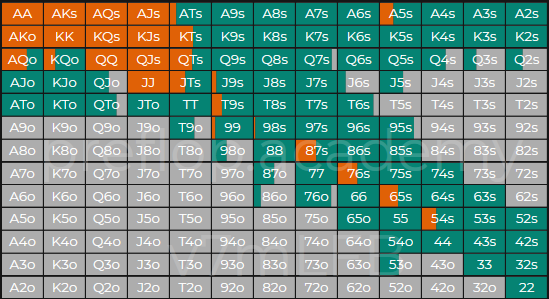 AA AKs AQs AJs ATs A9s A8s A7s A6s A5s A4s A3s A2s
AKo KK KQs KJs KTs K9s K8s K7s K6s K5s K4s K3s K2s
AQo KQo QQ QJs QTs Q9s Q8s Q7s Q6s Q5s Q4s Q3s Q2s
AJo KJo QJo JJ JTs J9s J8s J7s J6s J5s J4s J3s J2s
ATo KTo QTo JTo TT T9s T8s T7s T6s T5s T4s T3s T2s
A9o K9o Q9o J9o T9o 99 98s 97s 96s 95s 94s 93s 92s
A8o K8o Q8o J8o T8o 98o 88 87s 86s 85s 84s 83s 82s
preflop.academy
A7o K7o Q7o J7o T7o 97o 87o 77 76s 75s 74s 73s 72s
A6o K6o Q6o J6o T6o 96o 86o 76o 66 65s 64s 63s 62s
A5o K5o Q5o J5o T5o 95o 85o 75o 65o 55 54s 53s 52s
A4o K4o Q4o J4o T4o 94o 84o 74o 64o 54o 44 43s 42s
A3o K3o Q3o J3o T3o 93o 83o 73o 63o 53o 43o 33 32s
A2o K2o Q2o J2o T2o 92o 82o 72o 62o 52o 42o 32o 22